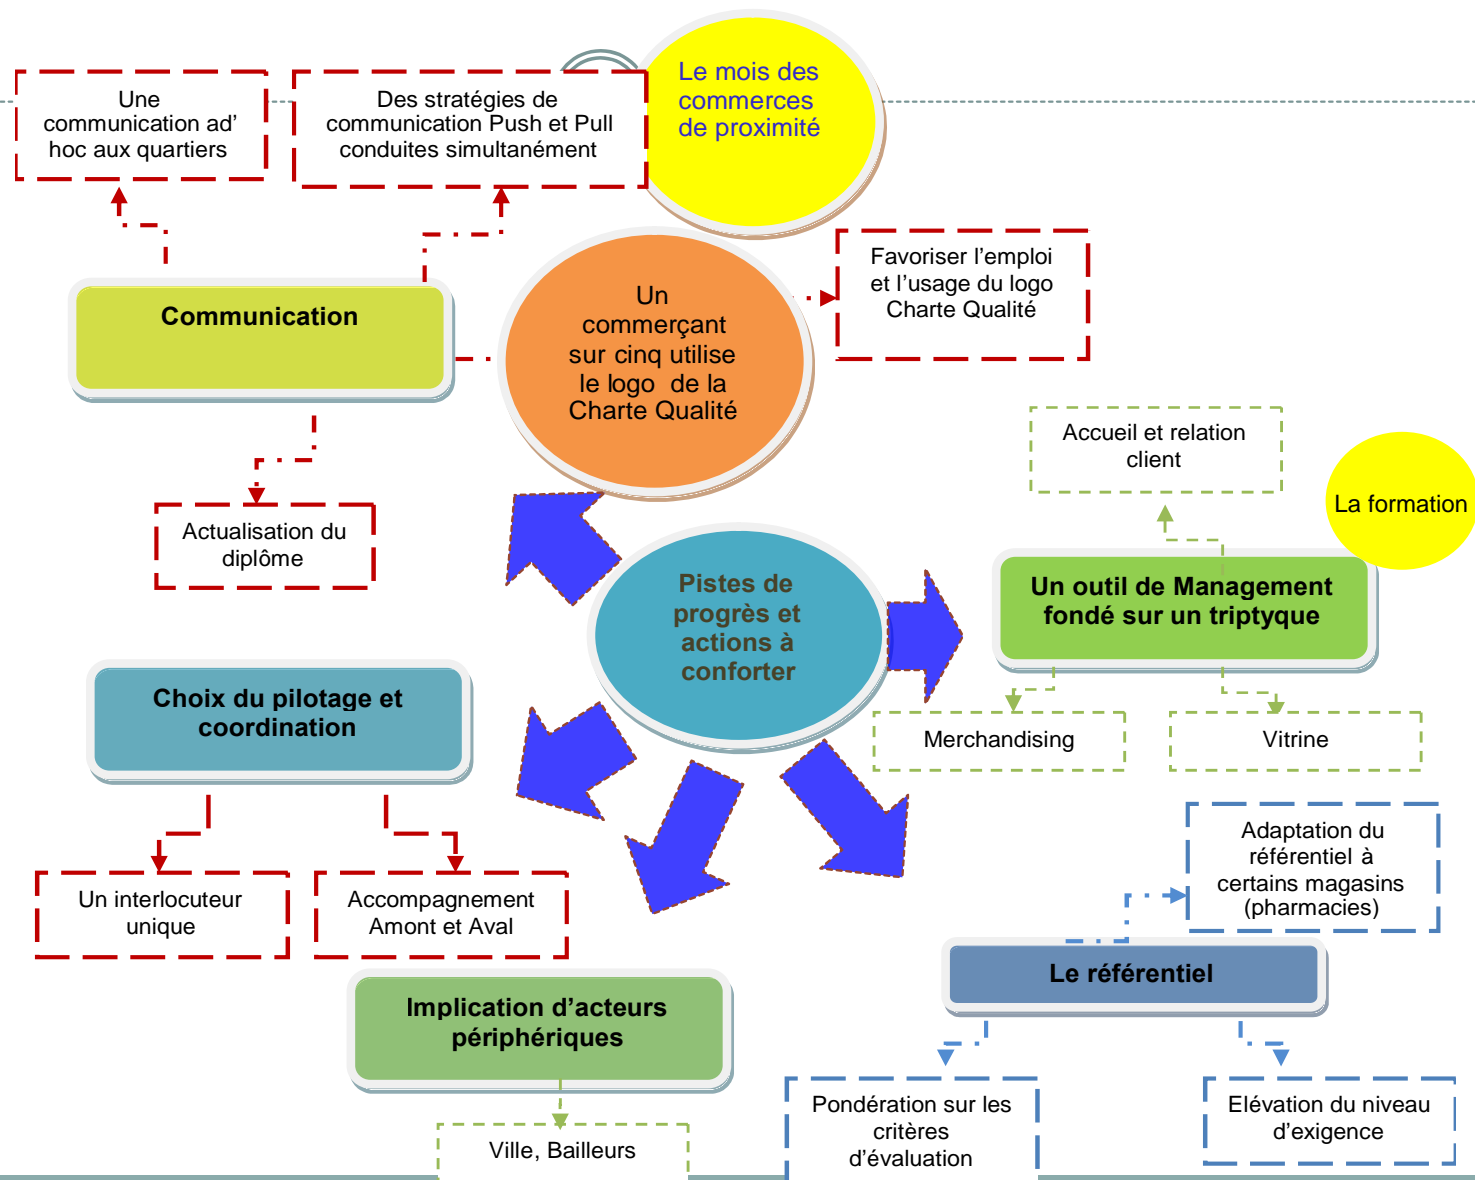 Le mois des
commerces
de proximité
Une
communication ad'
hoc aux quartiers
Des stratégies de
communication Push et Pull
conduites simultanément
Favoriser l'emploi
et l'usage du logo
Charte Qualité
Communication
Un
commerçant
sur cinq utilise
le logo de la
Charte Qualité
Accueil et relation
client
La formation
Actualisation du
diplôme
Pistes de
progrès et
actions à
conforter
Un outil de Management
fondé sur un triptyque
Choix du pilotage et
coordination
Merchandising
Vitrine
Adaptation du
référentiel à
certains magasins
(pharmacies)
Un interlocuteur
unique
Accompagnement
Amont et Aval
Le référentiel
Implication d'acteurs
périphériques
Ville, Bailleurs
Pondération sur les
critères
d'évaluation
Elévation du niveau
d'exigence